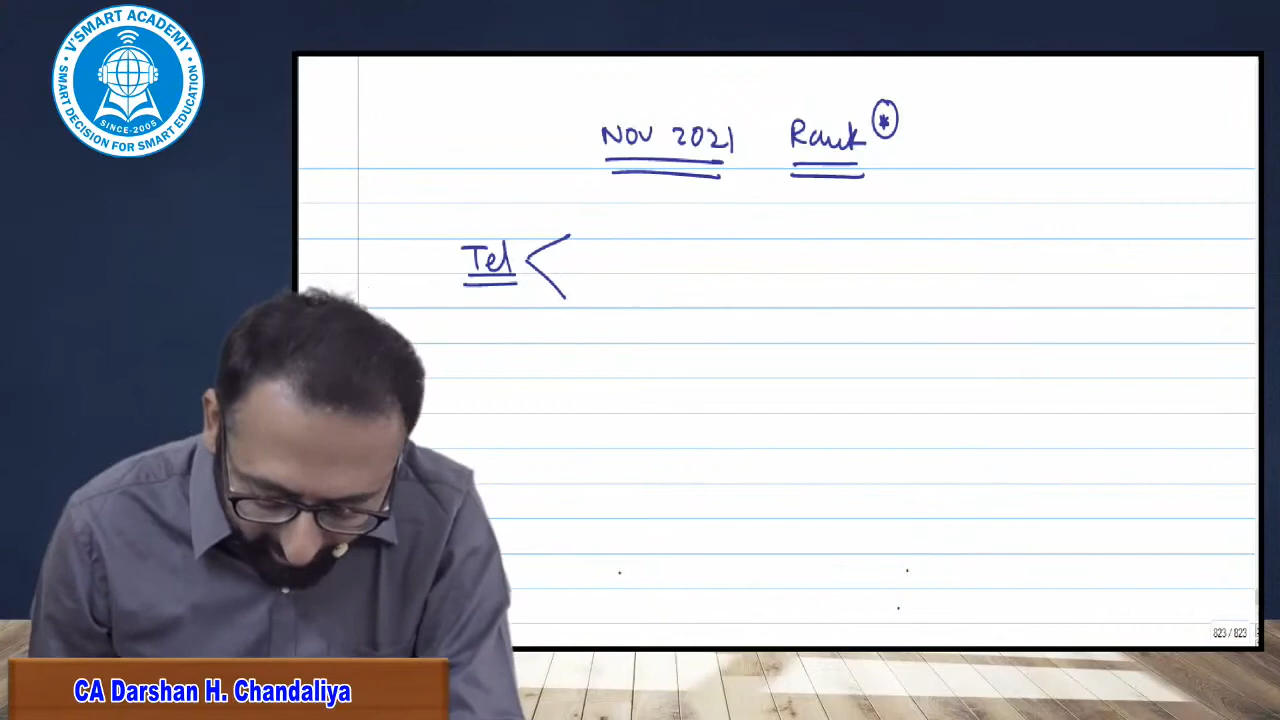 V'SMART ACADEMY
SMART DECISION FOR SMART EDUCATION
SINCE-2005
NOV 2021 Rank *
Tel <
823 / 823
CA Darshan H. Chandaliya